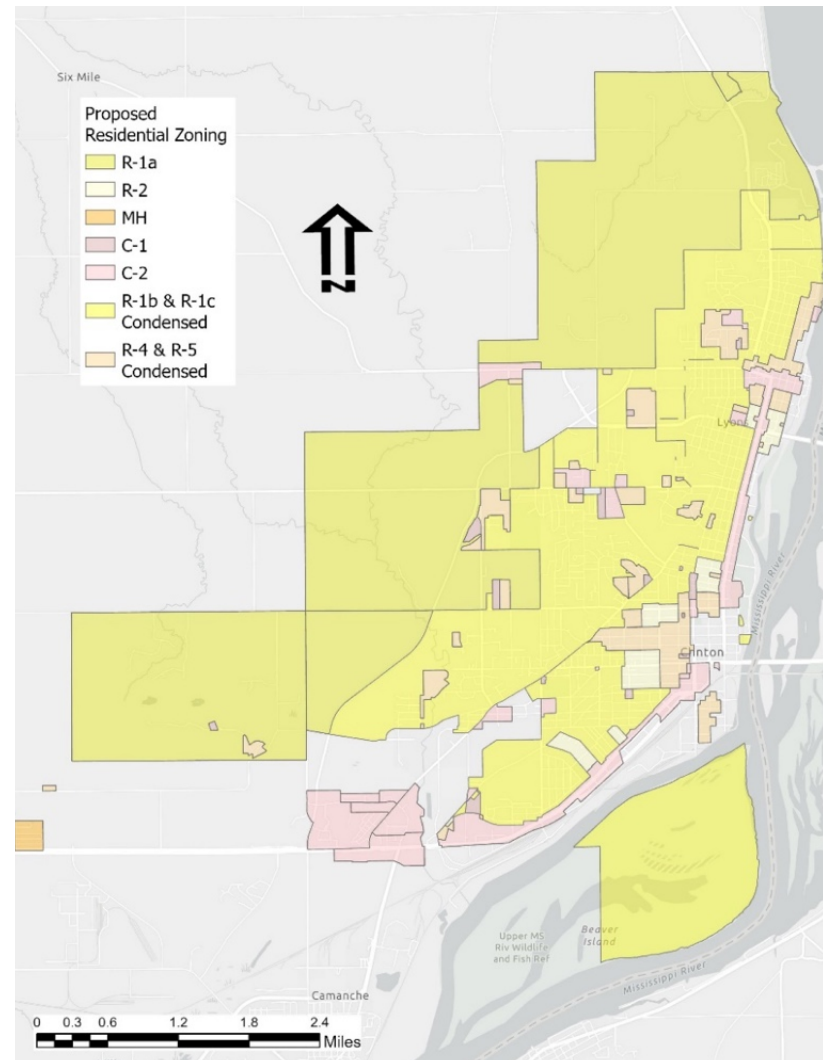 Six Mile
Proposed
Residential Zoning
R-1a
R-2
MH
C-1
C-2
R-1b & R-1c
Condensed
R-4 & R-5
Condensed
N
Lyons
Mississippi River
Clinton
Beaver
Island
Upper MS
Riv Wildlife
and Fish Ref
Mississippi River
Camanche
0 0.3 0.6 1.2 1.8 2.4
Miles